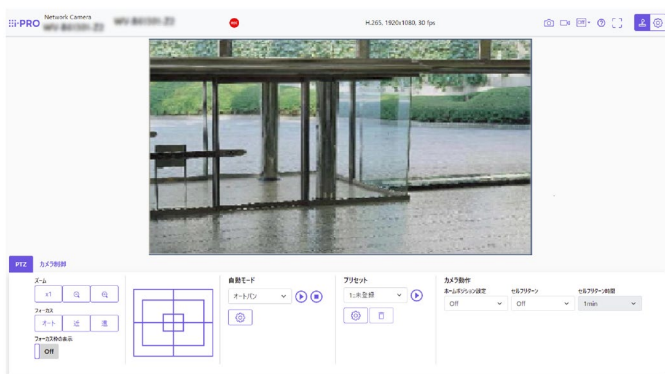 i-PRO Network Camera
H.265, 1920x1080, 30 fps
PTZ カメラ制御
ズーム
x1
フォーカス
オート 近 遠
フォーカス枠の表示
Off
自動モード
オートパン
プリセット
1:未登録
カメラ動作
ホームポジション設定 セルフリターン セルフリターン時間
Off Off 1min